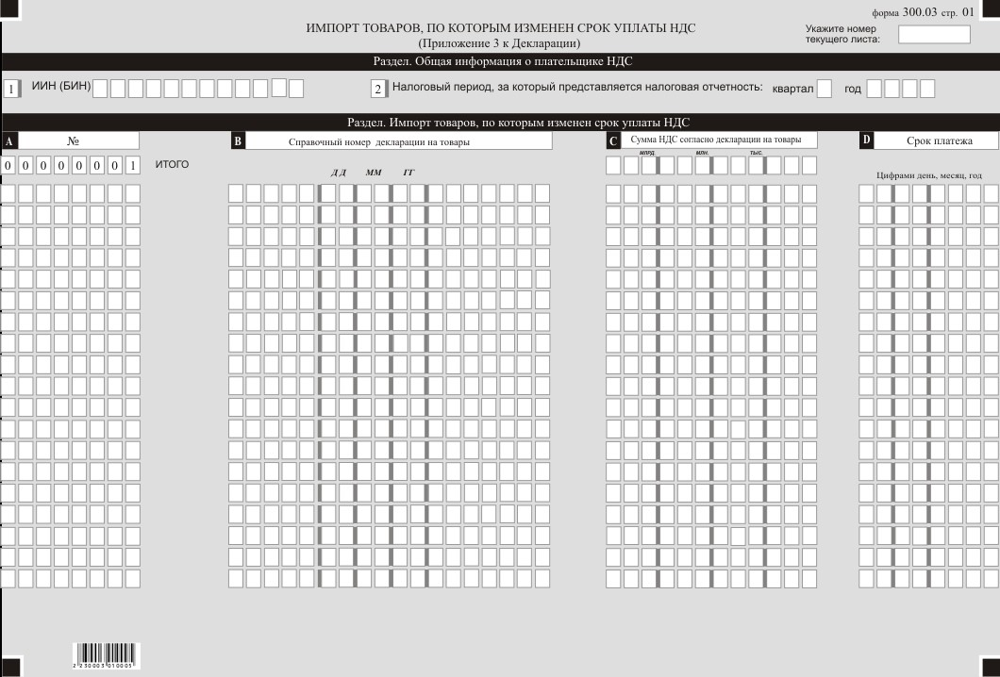 форма 300.03 стр. 01
ИМПОРТ ТОВАРОВ, ПО КОТОРЫМ ИЗМЕНЕН СРОК УПЛАТЫ НДС
(Приложение 3 к Декларации)
Укажите номер
текущего листа:
Раздел. Общая информация о плательщике НДС
1 ИИН (БИН)
2 Налоговый период, за который представляется налоговая отчетность: квартал год
Раздел. Импорт товаров, по которым изменен срок уплаты НДС
A № B Справочный номер декларации на товары C Сумма НДС согласно декларации на товары D Срок платежа
млрд. млн. тыс.
0 0 0 0 0 0 0 1 ИТОГО
ДД ММ ГГ
Цифрами день, месяц, год
2 230003 010005